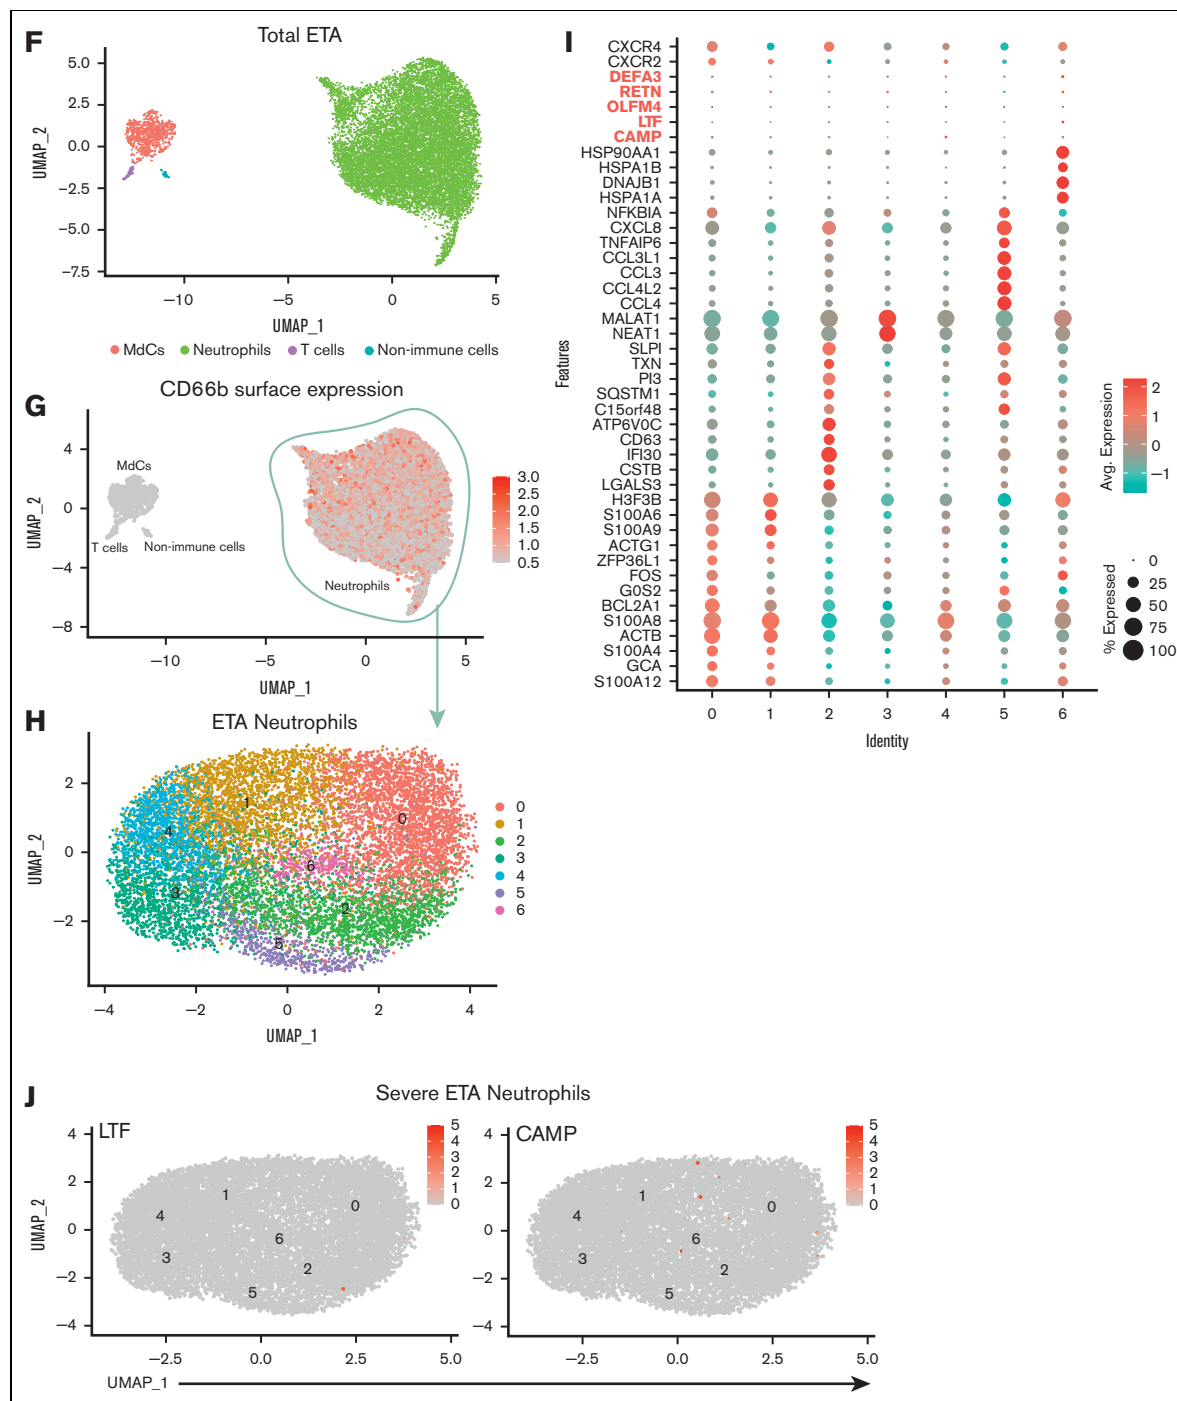 F
Total ETA
UMAP_2
5.0
2.5
0.0
−2.5
−5.0
−7.5
−10
−5
0
5
UMAP_1
MdCs
Neutrophils
T cells
Non-immune cells
G
CD66b surface expression
UMAP_2
4
0
−4
−8
MdCs
T cells
Non-immune cells
Neutrophils
3.0
2.5
2.0
1.5
1.0
0.5
−10
−5
0
5
UMAP_1
H
ETA Neutrophils
UMAP_2
2
0
−2
1
0
4
6
3
2
5
0
1
2
3
4
5
6
−4
−2
0
2
4
UMAP_1
I
Features
CXCR4
CXCR2
DEFA3
RETN
OLFM4
LTF
CAMP
HSP90AA1
HSPA1B
DNAJB1
HSPA1A
NFKBIA
CXCL8
TNFAIP6
CCL3L1
CCL3
CCL4L2
CCL4
MALAT1
NEAT1
SLPI
TXN
PI3
SQSTM1
C15orf48
ATP6V0C
CD63
IFI30
CSTB
LGALS3
H3F3B
S100A6
S100A9
ACTG1
ZFP36L1
FOS
G0S2
BCL2A1
S100A8
ACTB
S100A4
GCA
S100A12
0
1
2
3
4
5
6
Identity
Avg. Expression
2
1
0
−1
% Expressed
0
25
50
75
100
J
Severe ETA Neutrophils
LTF
UMAP_2
4
2
0
−2
−4
1
0
4
6
3
2
5
5
4
3
2
1
0
−2.5
0.0
2.5
5.0
CAMP
4
2
0
−2
−4
1
0
4
6
3
2
5
5
4
3
2
1
0
−2.5
0.0
2.5
5.0
UMAP_1